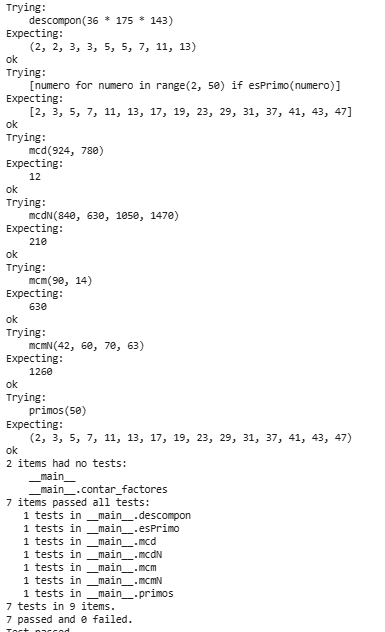 Trying:
    descompon(36 * 175 * 143)
Expecting:
    (2, 2, 3, 3, 5, 5, 7, 11, 13)
ok
Trying:
    [numero for numero in range(2, 50) if esPrimo(numero)]
Expecting:
    [2, 3, 5, 7, 11, 13, 17, 19, 23, 29, 31, 37, 41, 43, 47]
ok
Trying:
    mcd(924, 780)
Expecting:
    12
ok
Trying:
    mcdN(840, 630, 1050, 1470)
Expecting:
    210
ok
Trying:
    mcm(90, 14)
Expecting:
    630
ok
Trying:
    mcmN(42, 60, 70, 63)
Expecting:
    1260
ok
Trying:
    primos(50)
Expecting:
    (2, 3, 5, 7, 11, 13, 17, 19, 23, 29, 31, 37, 41, 43, 47)
ok
2 items had no tests:
    __main__
    __main__.contar_factores
7 items passed all tests:
   1 tests in __main__.descompon
   1 tests in __main__.esPrimo
   1 tests in __main__.mcd
   1 tests in __main__.mcdN
   1 tests in __main__.mcm
   1 tests in __main__.mcmN
   1 tests in __main__.primos
7 tests in 9 items.
7 passed and 0 failed.
Test passed.